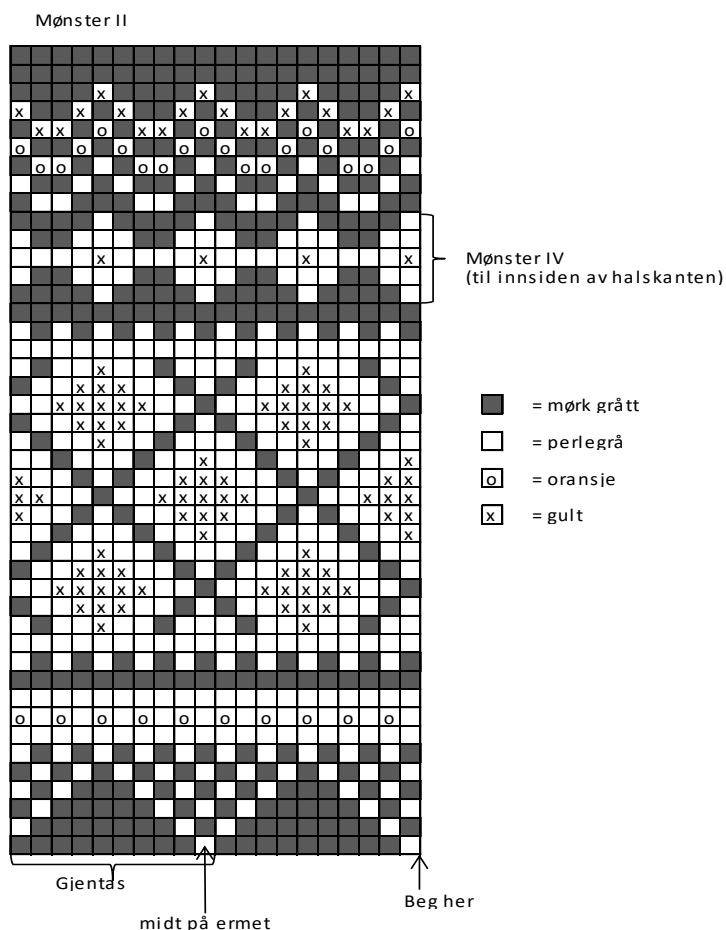 Mønster II
Mønster IV
(til innsiden av halskanten)
= mørk grått
= perlegrå
o = oransje
x = gult
Gjentas
Beg her
midt på ermet